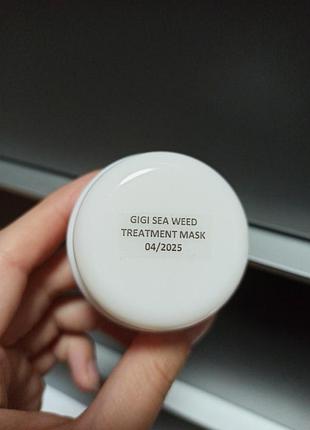 GIGI SEA WEED
TREATMENT MASK
04/2025